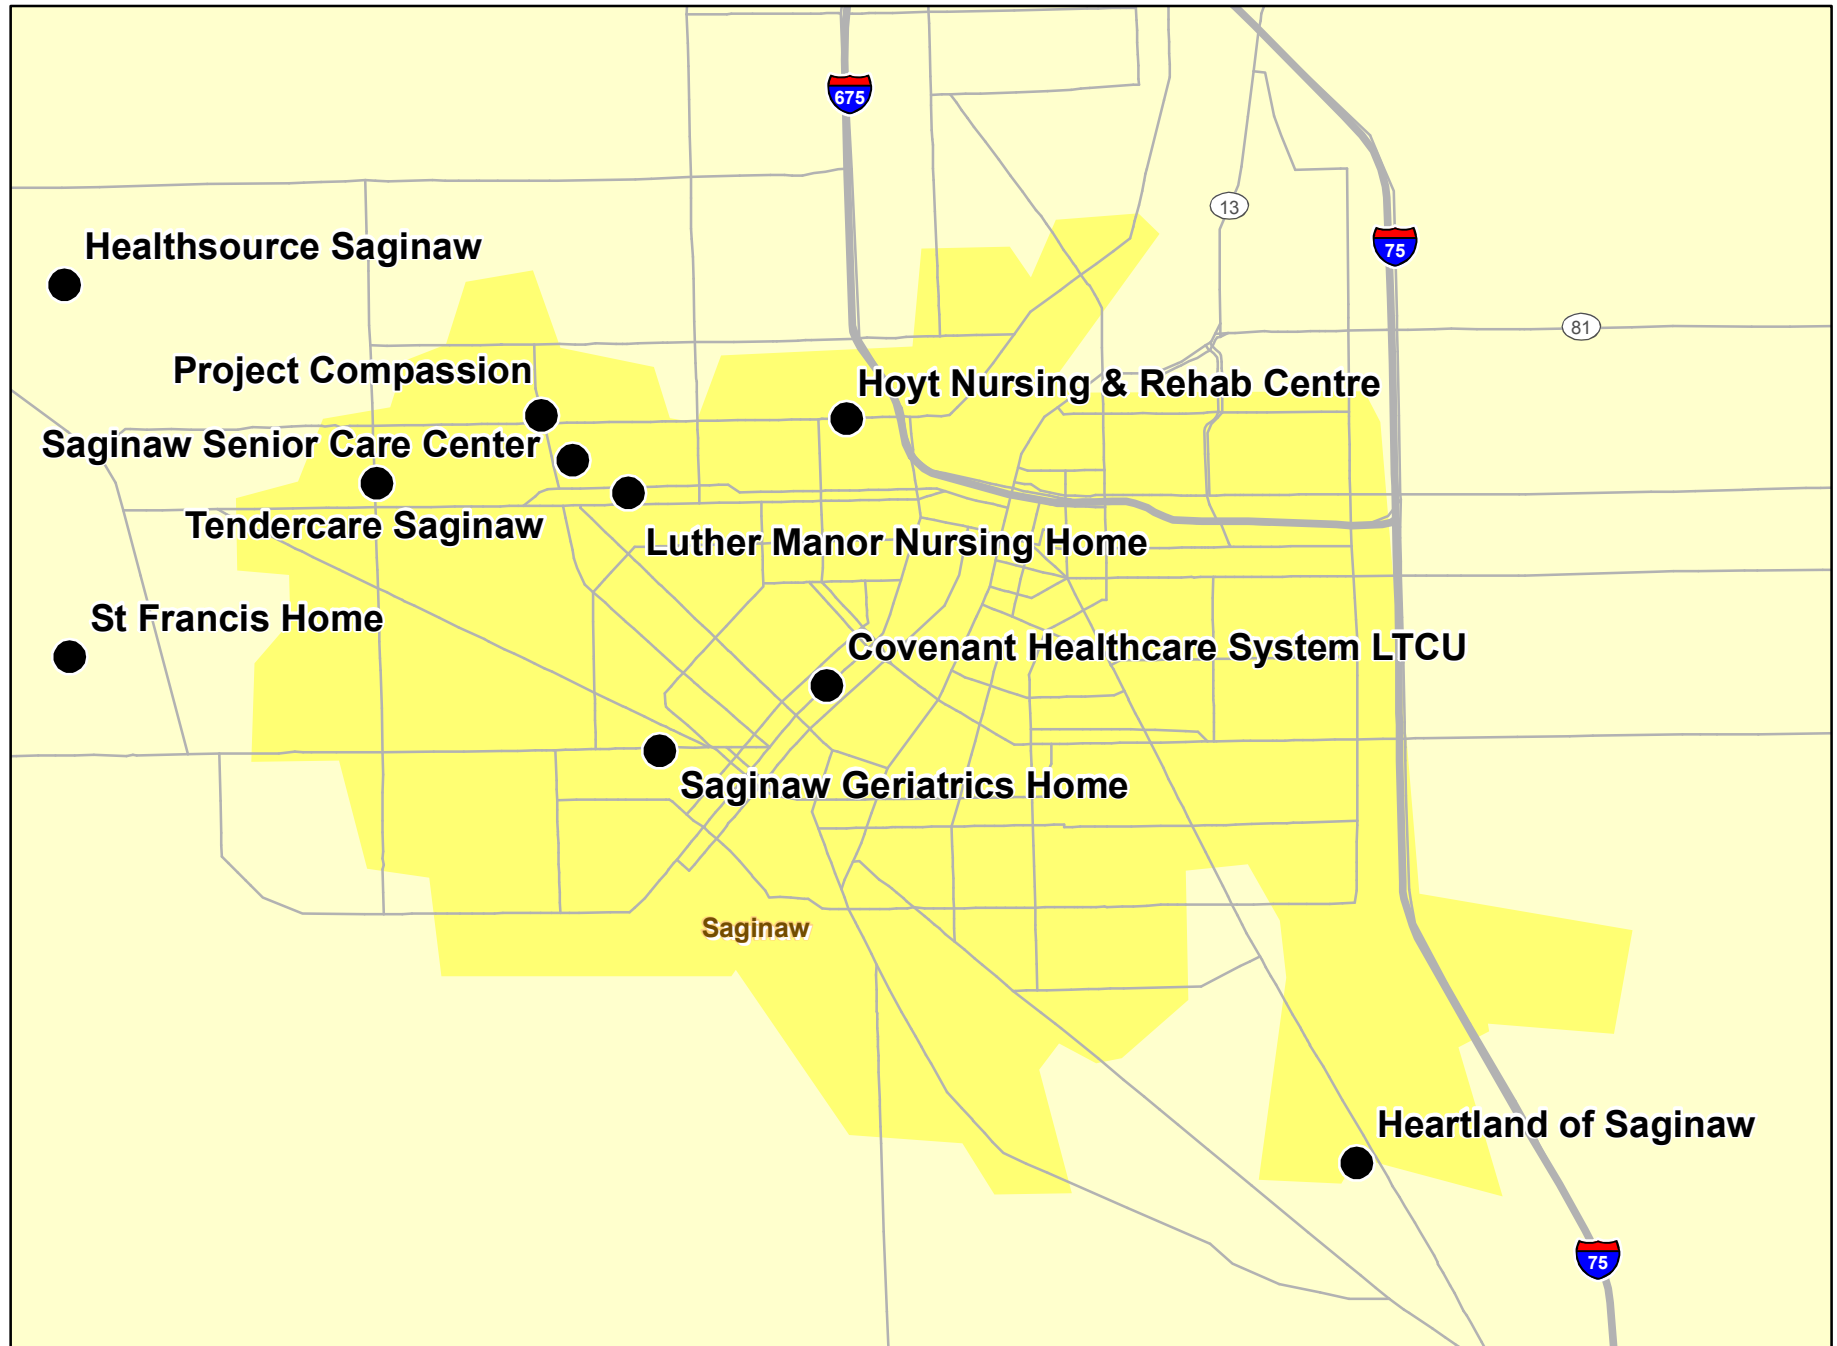 675
13
75
Healthsource Saginaw
81
Project Compassion
Hoyt Nursing & Rehab Centre
Saginaw Senior Care Center
Tendercare Saginaw
Luther Manor Nursing Home
St Francis Home
Covenant Healthcare System LTCU
Saginaw Geriatrics Home
Saginaw
Heartland of Saginaw
75